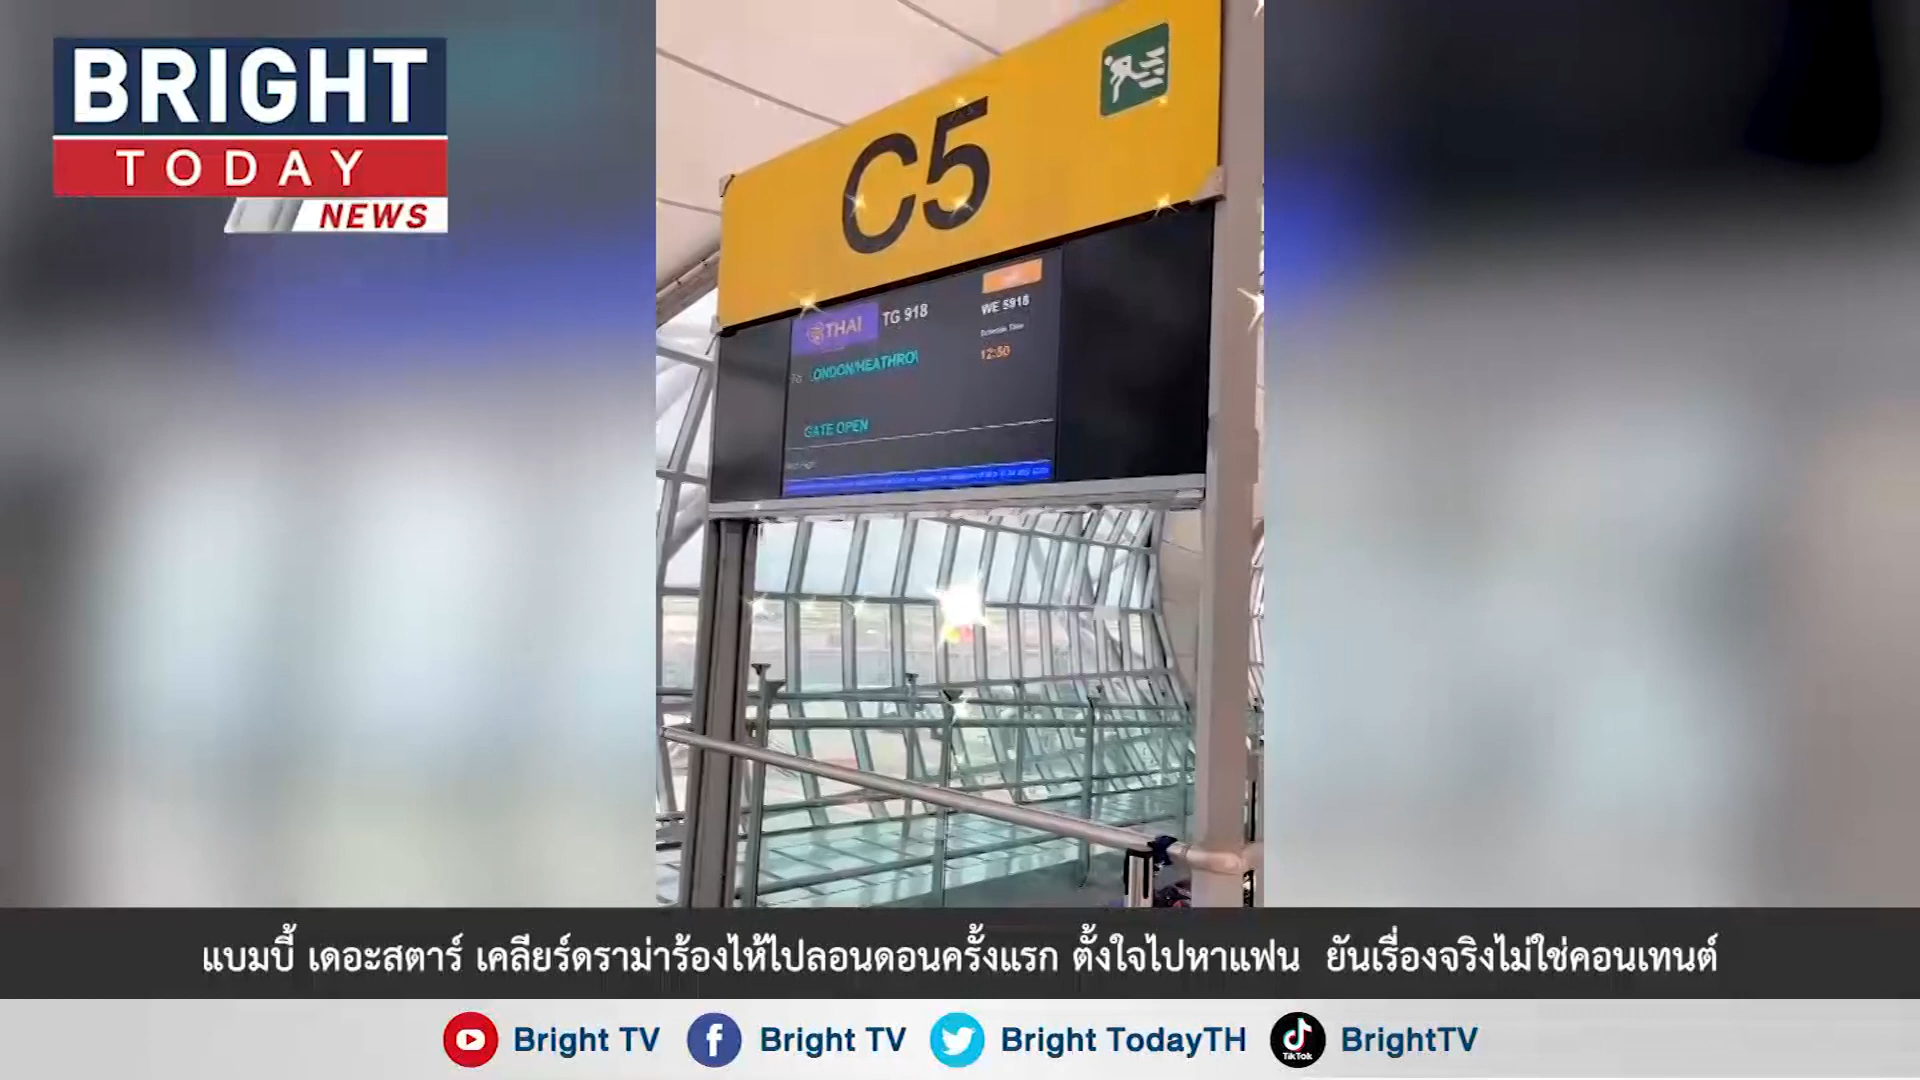 BRIGHT
TODAY
NEWS
C5
THAI TG 918 WE 5918
12:50
To LONDON/HEATHROW
GATE OPEN
แบมบี้ เดอะสตาร์ เคลียร์ดราม่าร้องไห้ไปลอนดอนครั้งแรก ตั้งใจไปหาแฟน ยันเรื่องจริงไม่ใช่คอนเทนต์
Bright TV Bright TV Bright TodayTH TikTok BrightTV